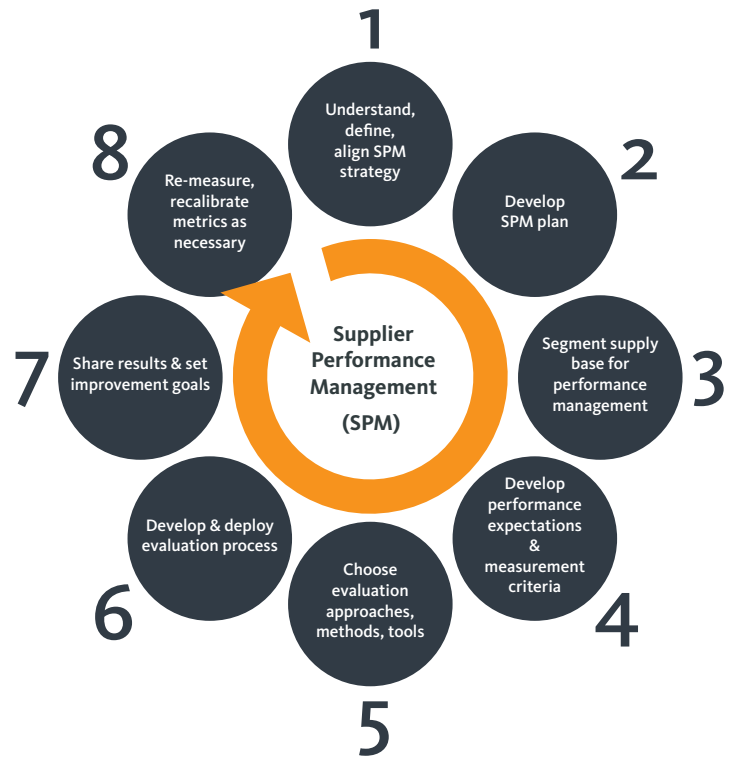 1
Understand,
define,
align SPM
strategy
2
Develop
SPM plan
3
Segment supply
base for
performance
management
4
Develop
performance
expectations
&
measurement
criteria
5
Choose
evaluation
approaches,
methods, tools
6
Develop & deploy
evaluation process
7
Share results & set
improvement goals
8
Re-measure,
recalibrate
metrics as
necessary
Supplier
Performance
Management
(SPM)